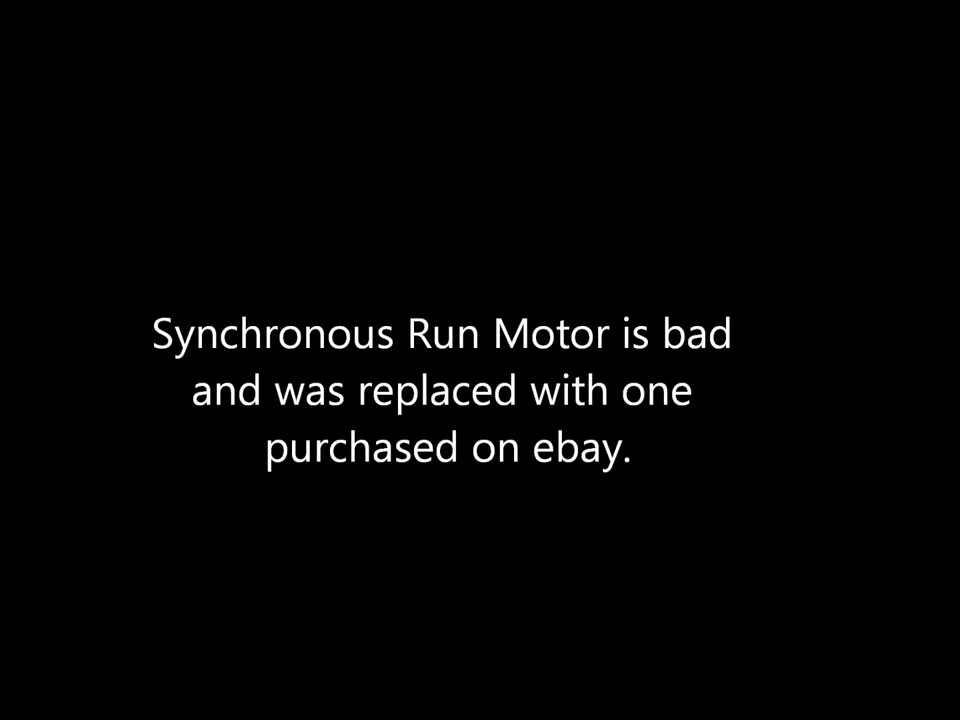 Synchronous Run Motor is bad
and was replaced with one
purchased on ebay.